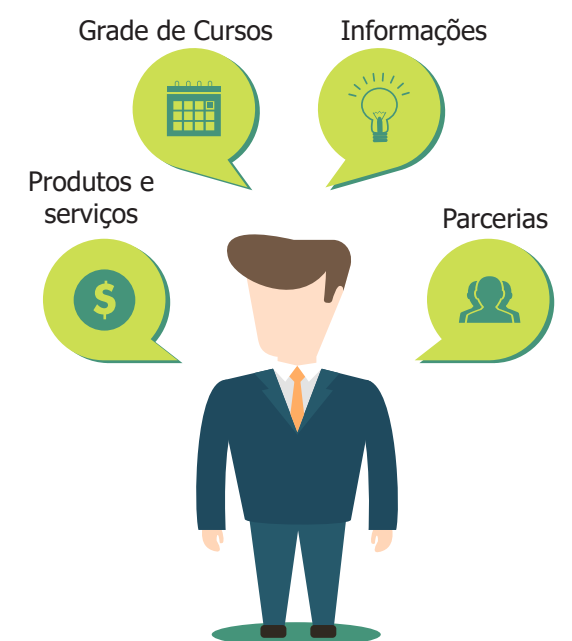 Grade de Cursos
Informações
Produtos e
serviços
Parcerias
$